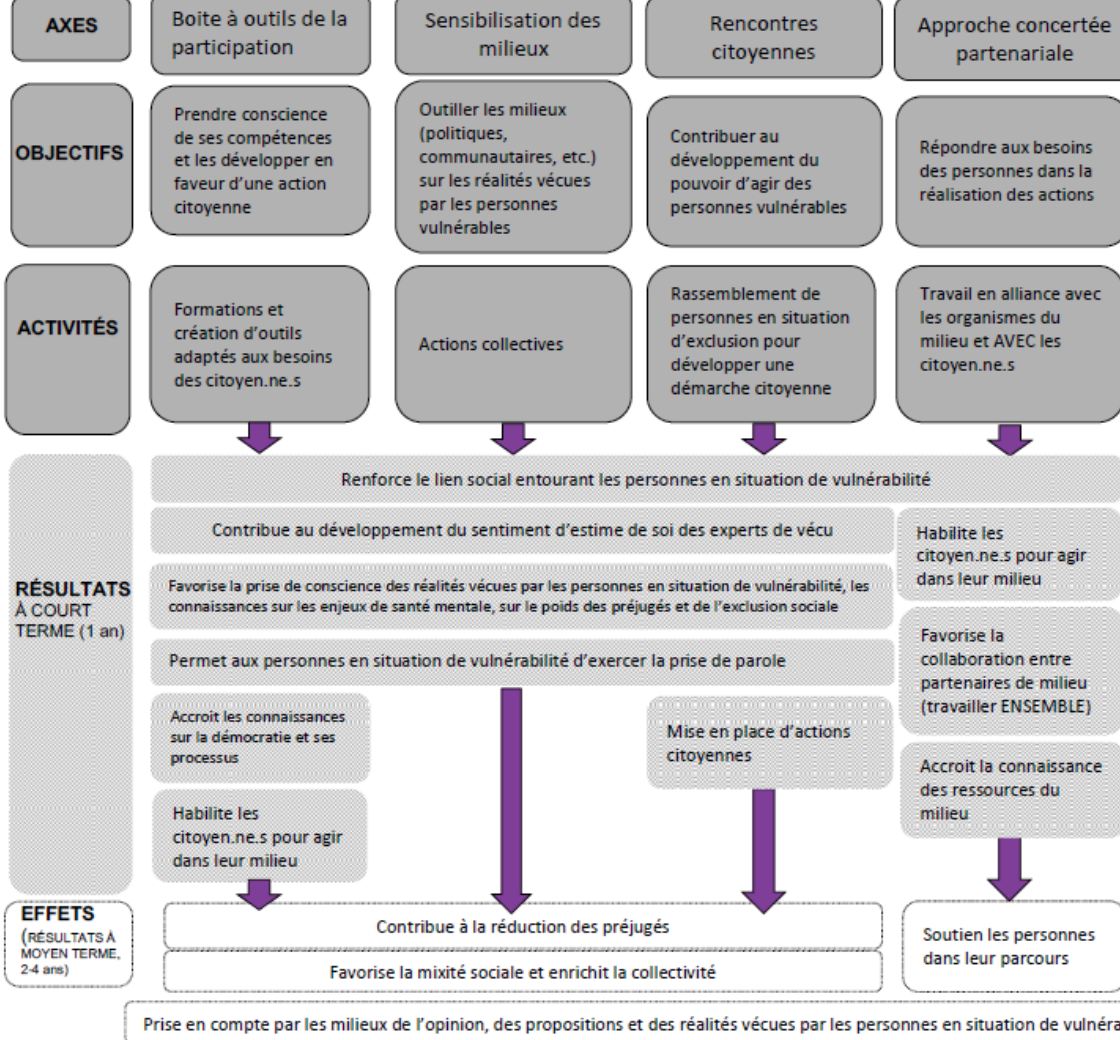 AXES
Boite à outils de la
participation
Sensibilisation des
milieux
Rencontres
citoyennes
Approche concertée
partenariale
OBJECTIFS
Prendre conscience
de ses compétences
et les développer en
faveur d'une action
citoyenne
Outiller les milieux
(politiques,
communautaires, etc.)
sur les réalités vécues
par les personnes
vulnérables
Contribuer au
développement du
pouvoir d'agir des
personnes vulnérables
Répondre aux besoins
des personnes dans la
réalisation des actions
ACTIVITÉS
Formations et
création d'outils
adaptés aux besoins
des citoyen.ne.s
Actions collectives
Rassemblement de
personnes en situation
d'exclusion pour
développer une
démarche citoyenne
Travail en alliance avec
les organismes du
milieu et AVEC les
citoyen.ne.s
RÉSULTATS
À COURT
TERME (1 an)
Renforce le lien social entourant les personnes en situation de vulnérabilité
Contribue au développement du sentiment d'estime de soi des experts de vécu
Favorise la prise de conscience des réalités vécues par les personnes en situation de vulnérabilité, les
connaissances sur les enjeux de santé mentale, sur le poids des préjugés et de l'exclusion sociale
Permet aux personnes en situation de vulnérabilité d'exercer la prise de parole
Accroit les connaissances
sur la démocratie et ses
processus
Habilite les
citoyen.ne.s pour agir
dans leur milieu
Mise en place d'actions
citoyennes
Habilite les
citoyen.ne.s pour agir
dans leur milieu
Favorise la
collaboration entre
partenaires de milieu
(travailler ENSEMBLE)
Accroit la connaissance
des ressources du
milieu
EFFETS
(RÉSULTATS À
MOYEN TERME,
2-4 ans)
Contribue à la réduction des préjugés
Favorise la mixité sociale et enrichit la collectivité
Soutien les personnes
dans leur parcours
Prise en compte par les milieux de l'opinion, des propositions et des réalités vécues par les personnes en situation de